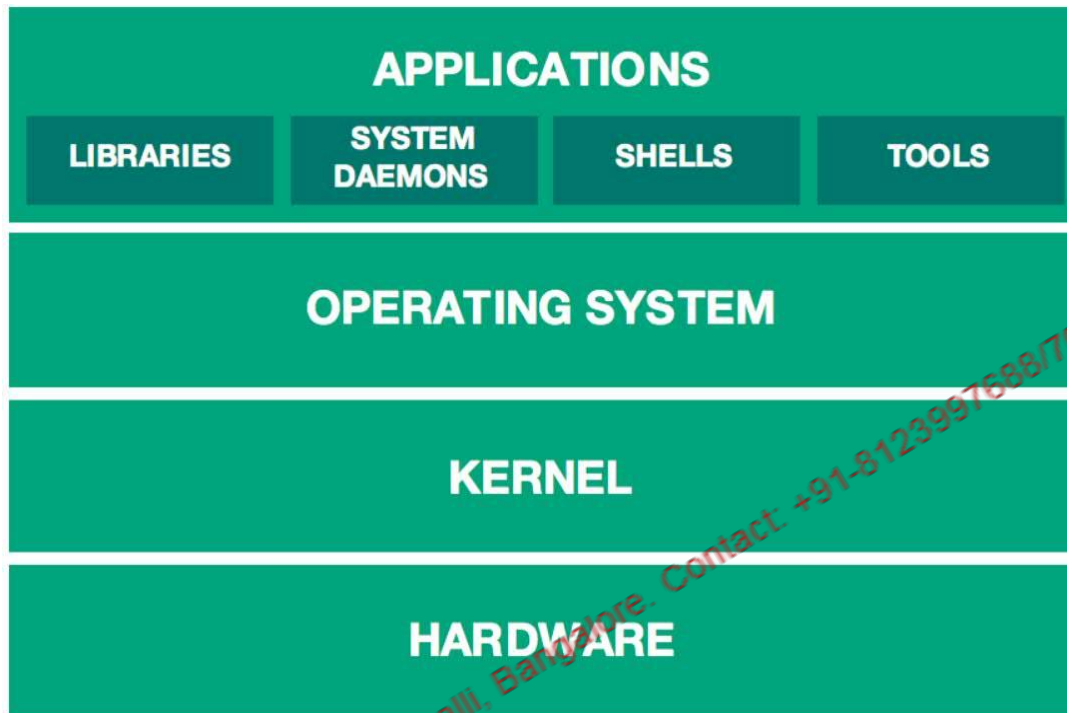 APPLICATIONS
LIBRARIES
SYSTEM
DAEMONS
SHELLS
TOOLS
OPERATING SYSTEM
KERNEL
HARDWARE
Bangalore. Contact: +91-8123997688/